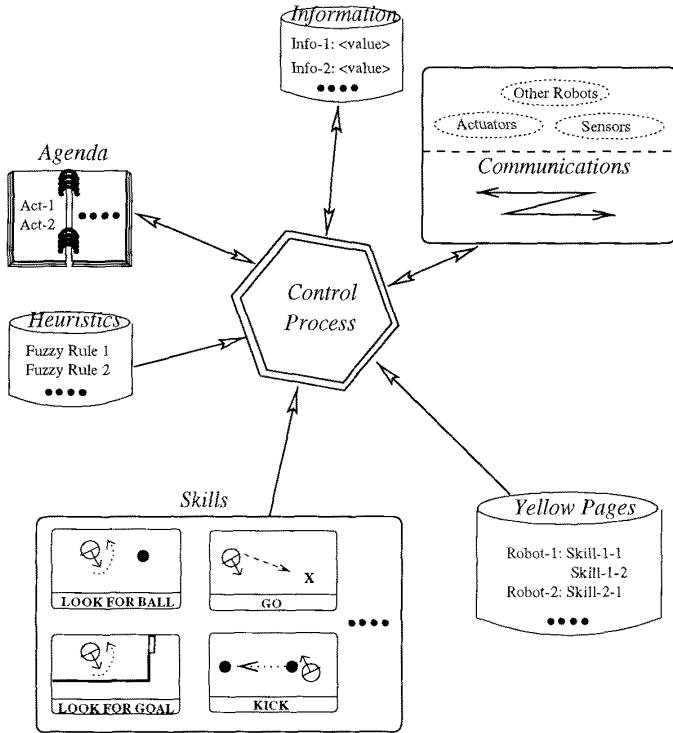 Information
Info-1: <value>
Info-2: <value>
Other Robots
Actuators
Sensors
Communications
Agenda
Act-1
Act-2
Control
Process
Heuristics
Fuzzy Rule 1
Fuzzy Rule 2
Skills
LOOK FOR BALL
GO
X
LOOK FOR GOAL
KICK
Yellow Pages
Robot-1: Skill-1-1
Skill-1-2
Robot-2: Skill-2-1